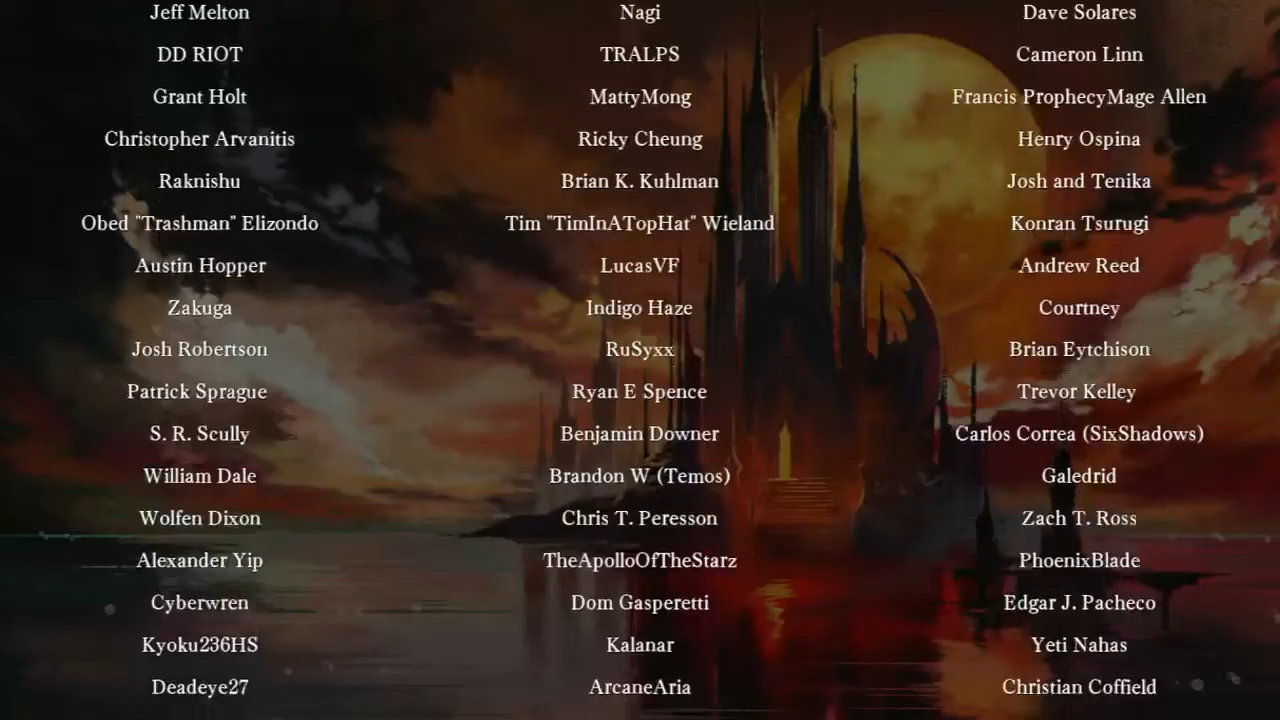 Jeff Melton Nagi Dave Solares
DD RIOT TRALPS Cameron Linn
Grant Holt MattyMong Francis ProphecyMage Allen
Christopher Arvanitis Ricky Cheung Henry Ospina
Raknishu Brian K. Kuhlman Josh and Tenika
Obed "Trashman" Elizondo Tim "TimInATopHat" Wieland Konran Tsurugi
Austin Hopper LucasVF Andrew Reed
Zakuga Indigo Haze Courtney
Josh Robertson RuSyxx Brian Eytchison
Patrick Sprague Ryan E Spence Trevor Kelley
S. R. Scully Benjamin Downer Carlos Correa (SixShadows)
William Dale Brandon W (Temos) Galedrid
Wolfen Dixon Chris T. Peresson Zach T. Ross
Alexander Yip TheApolloOfTheStarz PhoenixBlade
Cyberwren Dom Gasperetti Edgar J. Pacheco
Kyoku236HS Kalanar Yeti Nahas
Deadeye27 ArcaneAria Christian Coffield